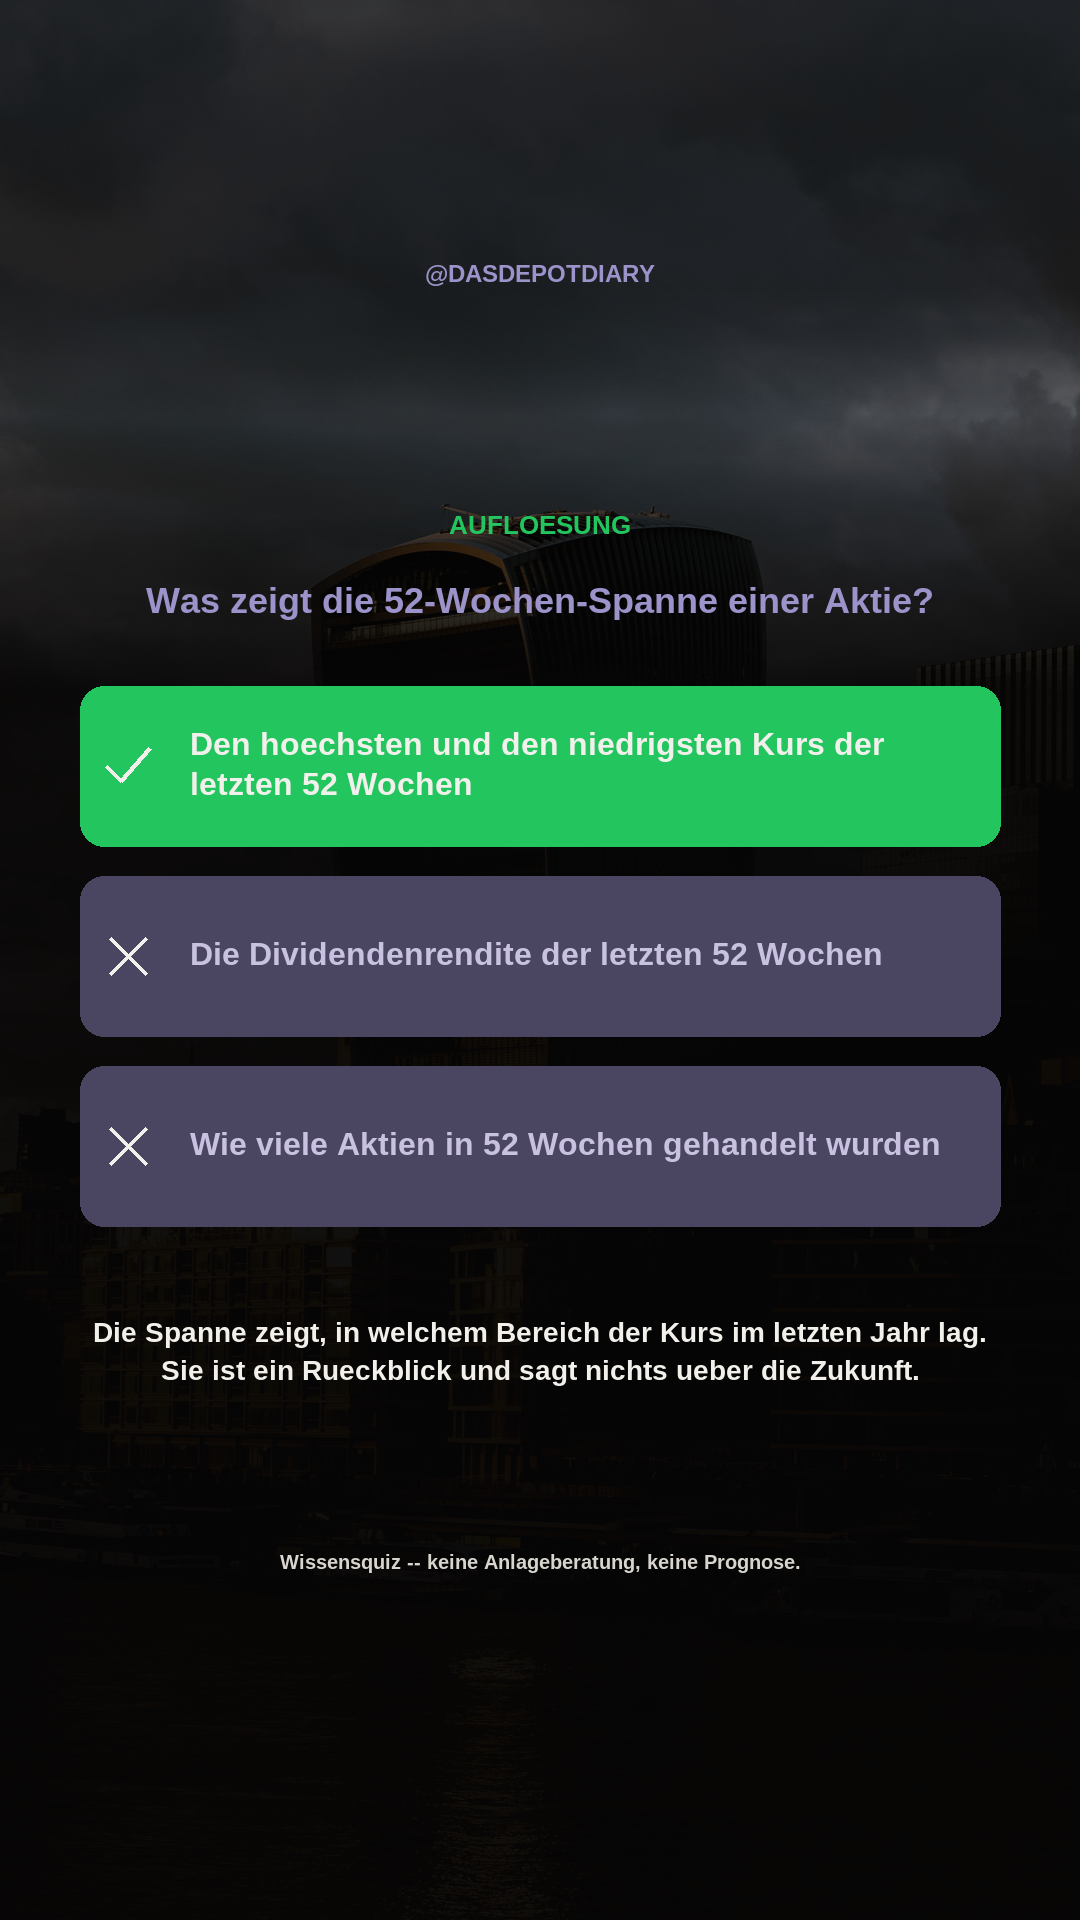 @DASDEPOTDIARY
AUFLOESUNG
Was zeigt die 52-Wochen-Spanne einer Aktie?
Den hoechsten und den niedrigsten Kurs der
letzten 52 Wochen
Die Dividendenrendite der letzten 52 Wochen
Wie viele Aktien in 52 Wochen gehandelt wurden
Die Spanne zeigt, in welchem Bereich der Kurs im letzten Jahr lag.
Sie ist ein Rueckblick und sagt nichts ueber die Zukunft.
Wissensquiz -- keine Anlageberatung, keine Prognose.